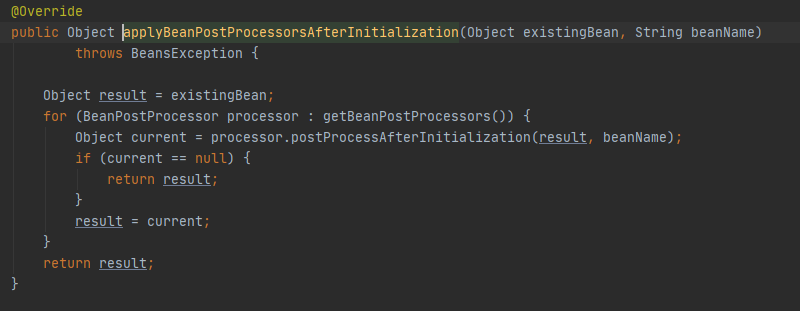 @Override
public Object applyBeanPostProcessorsAfterInitialization(Object existingBean, String beanName)
        throws BeansException {

    Object result = existingBean;
    for (BeanPostProcessor processor : getBeanPostProcessors()) {
        Object current = processor.postProcessAfterInitialization(result, beanName);
        if (current == null) {
            return result;
        }
        result = current;
    }
    return result;
}